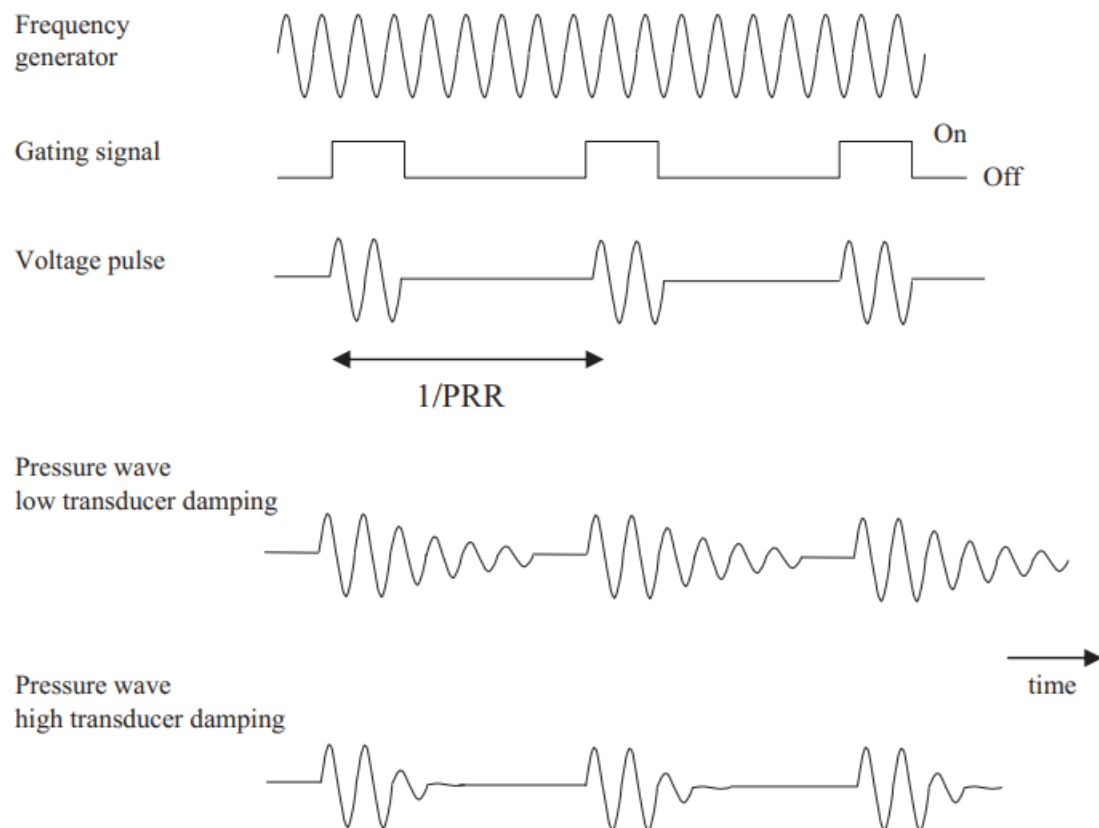 Frequency
generator
Gating signal
On
Off
Voltage pulse
1/PRR
Pressure wave
low transducer damping
time
Pressure wave
high transducer damping